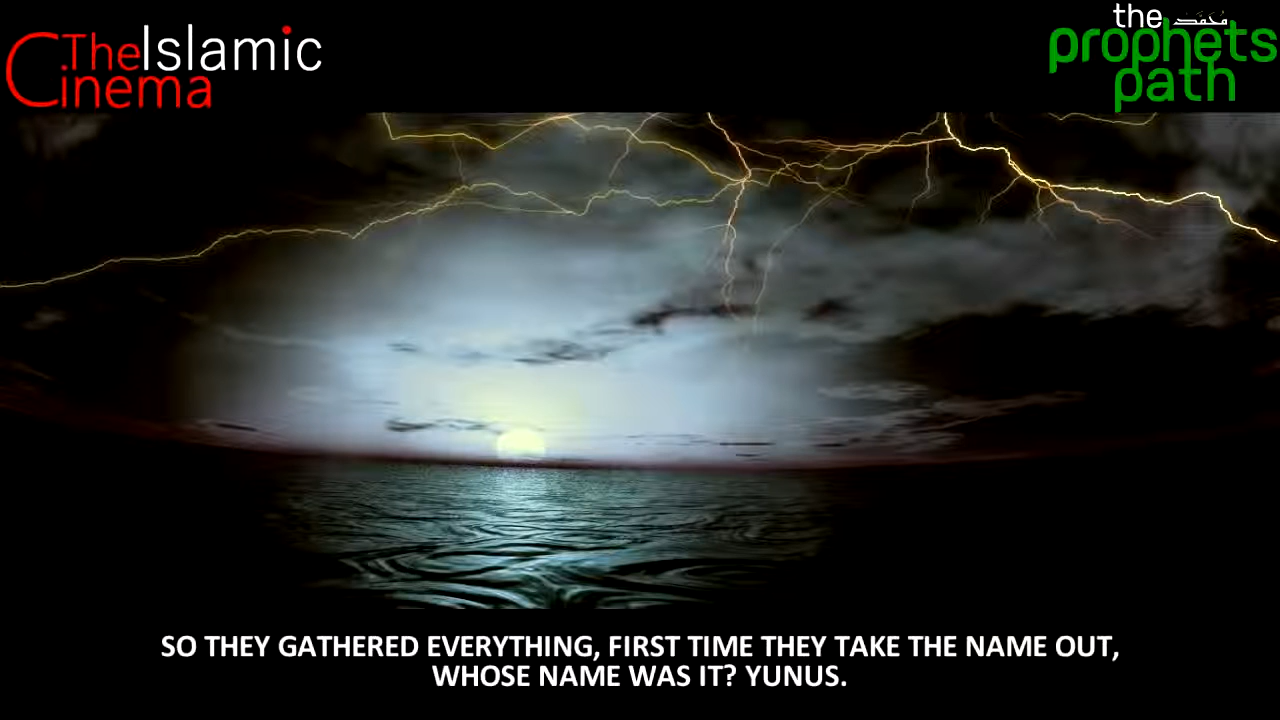 TheIslamic
Cinema
the محمد
prophets
path
SO THEY GATHERED EVERYTHING, FIRST TIME THEY TAKE THE NAME OUT,
WHOSE NAME WAS IT? YUNUS.